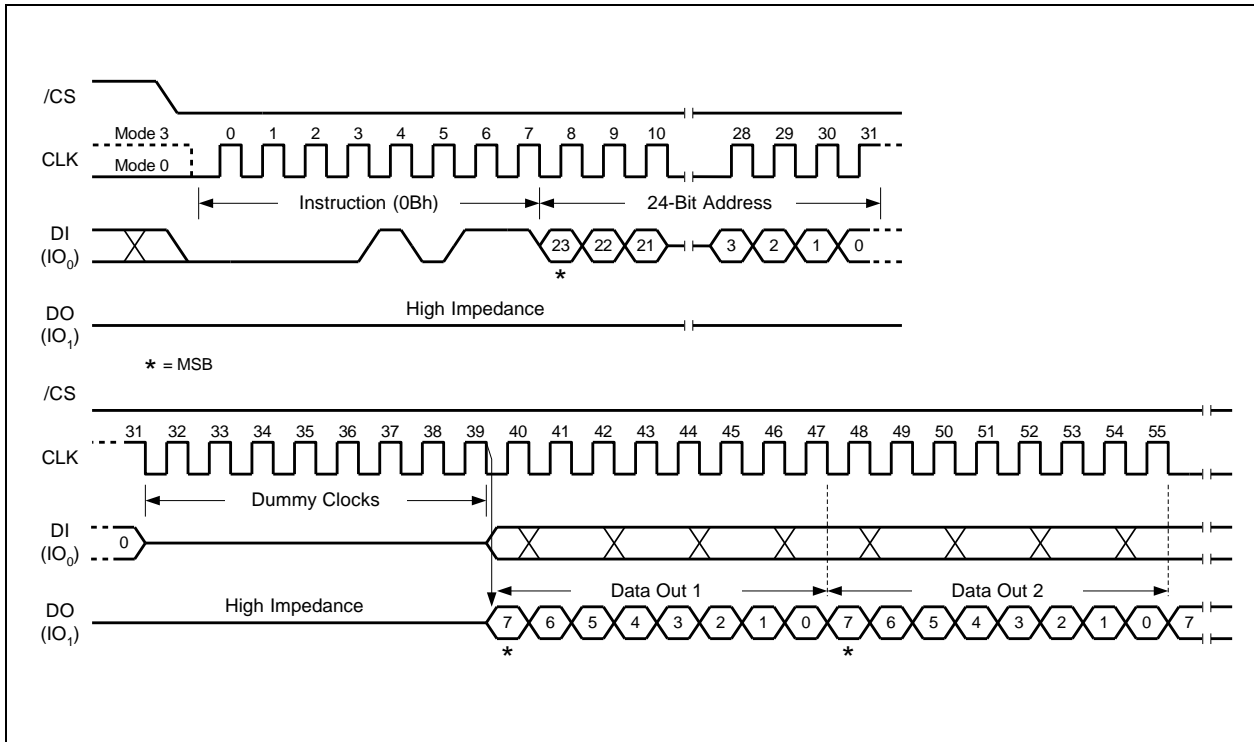 /CS
Mode 3 0 1 2 3 4 5 6 7 8 9 10 28 29 30 31
CLK
Mode 0
Instruction (0Bh) 24-Bit Address
DI
(IO0) 23 22 21 3 2 1 0
*
High Impedance
DO
(IO1)
* = MSB
/CS
31 32 33 34 35 36 37 38 39 40 41 42 43 44 45 46 47 48 49 50 51 52 53 54 55
CLK
Dummy Clocks
DI
(IO0) 0
Data Out 1 Data Out 2
High Impedance
DO
(IO1) 7 6 5 4 3 2 1 0 7 6 5 4 3 2 1 0 7
* *